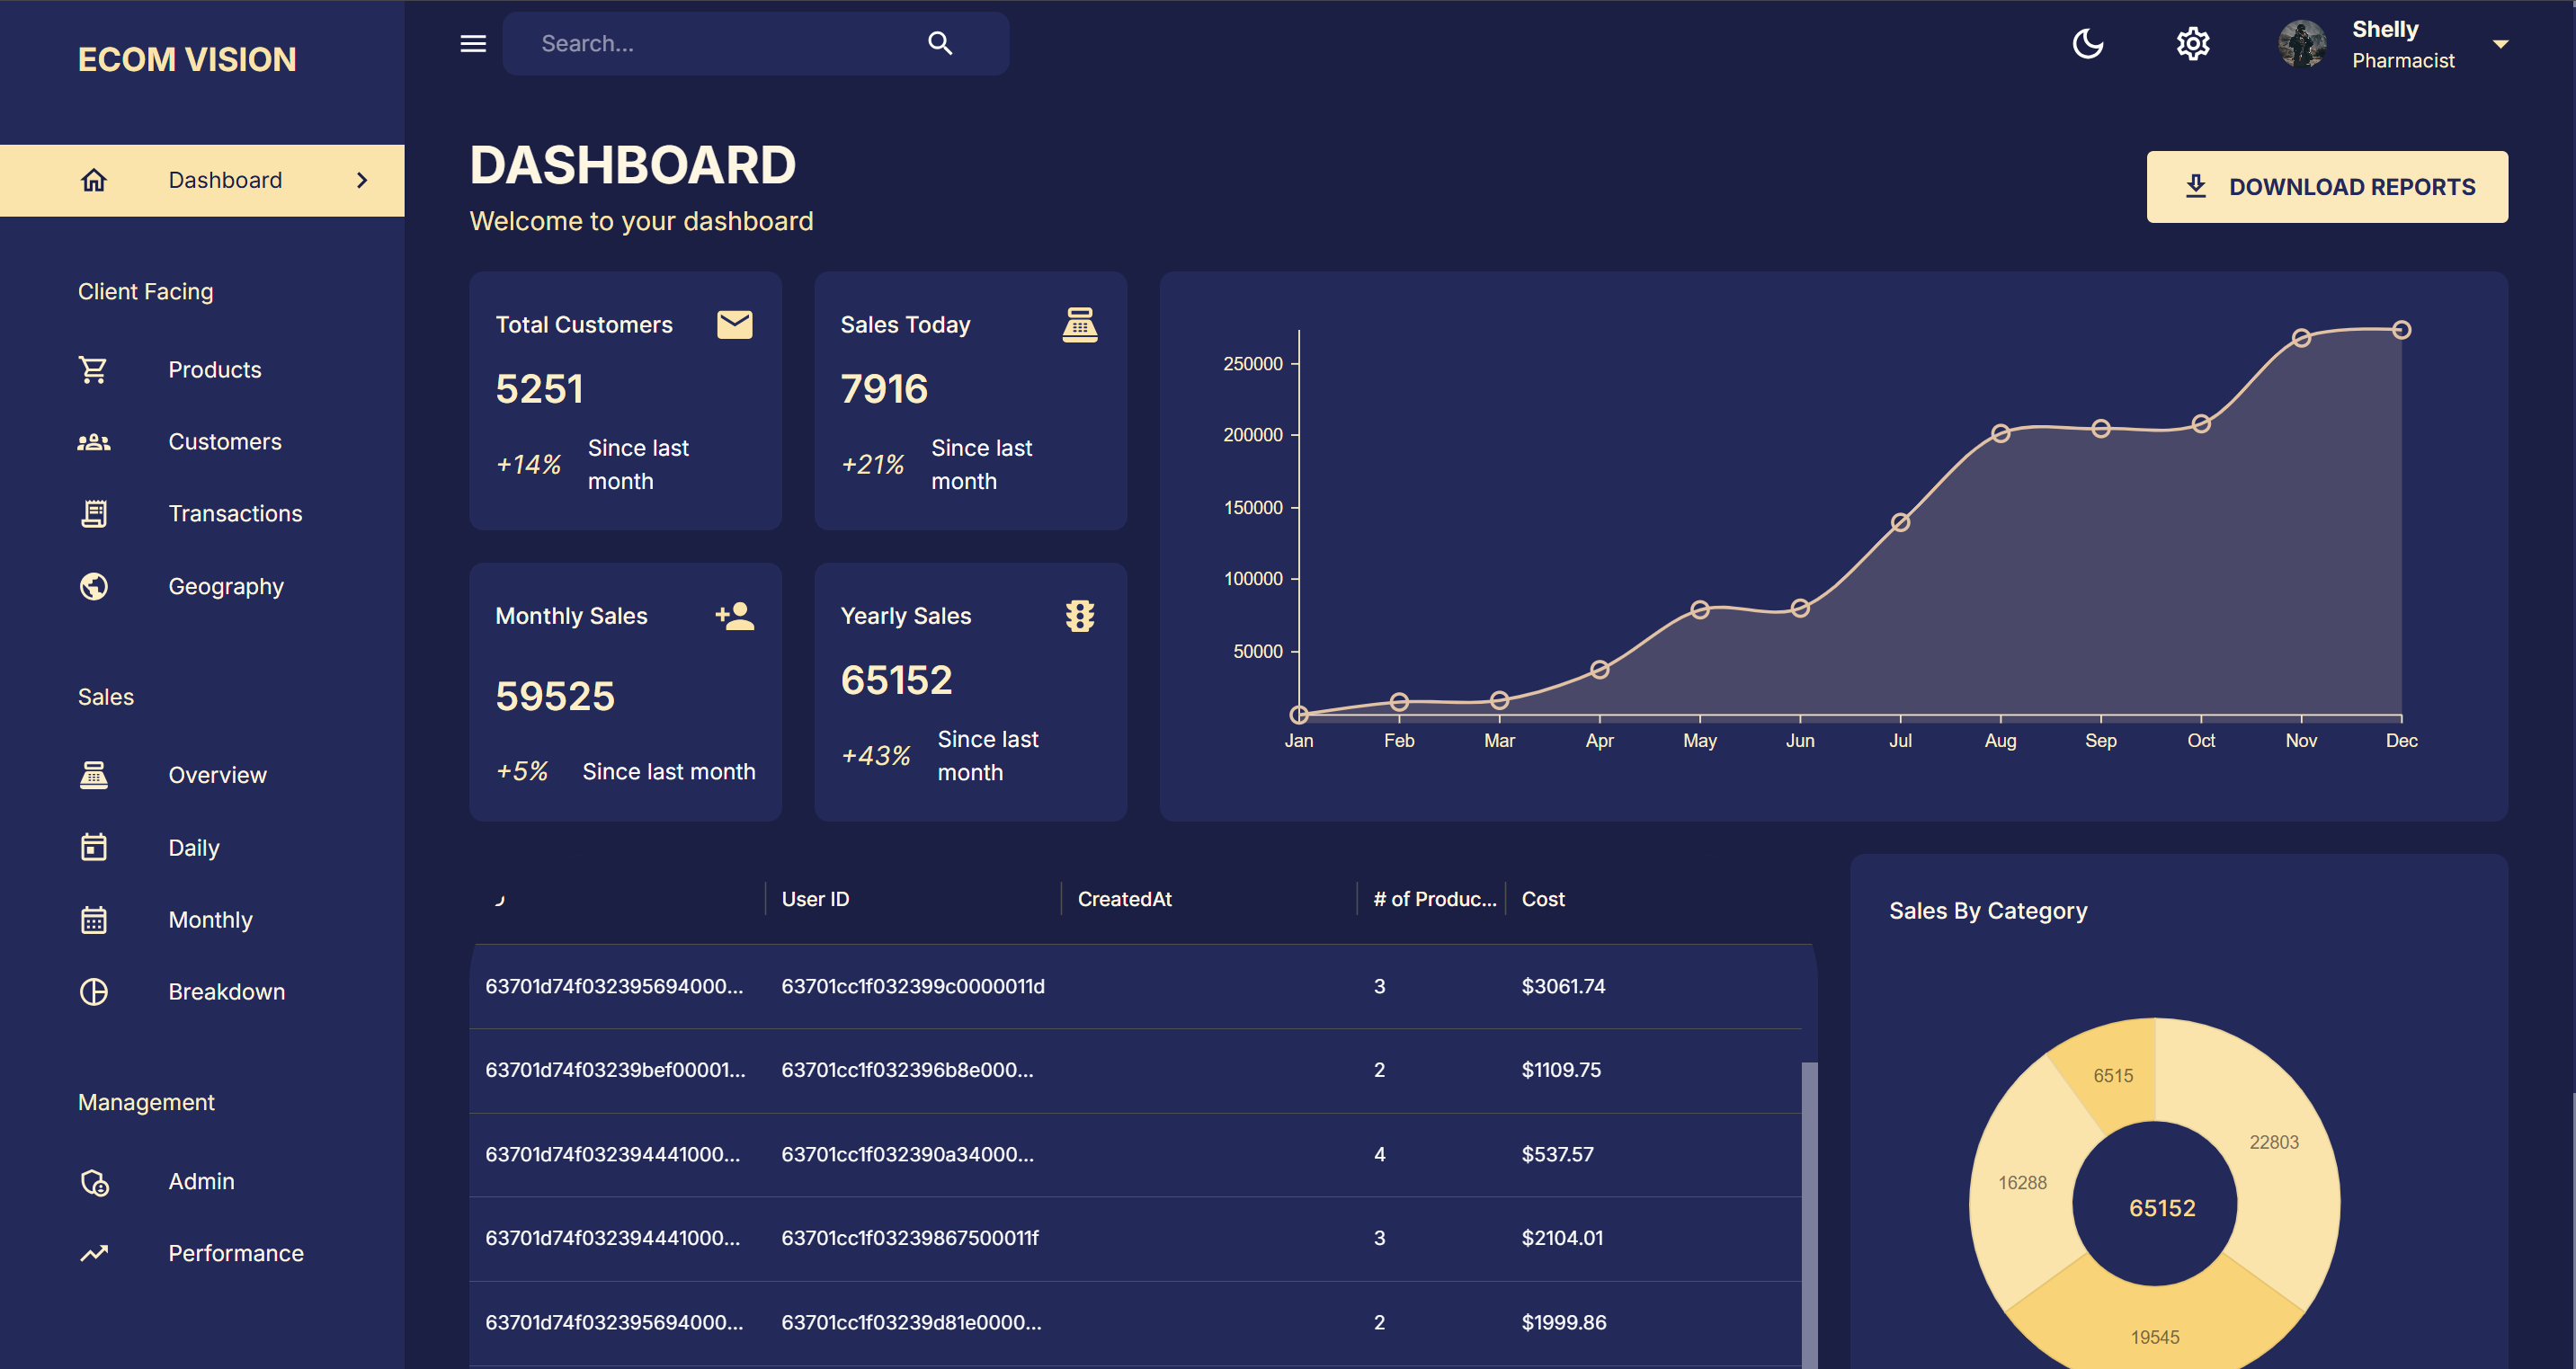 ECOM VISION
Search...
Shelly
Pharmacist
Dashboard
Client Facing
Products
Customers
Transactions
Geography
Sales
Overview
Daily
Monthly
Breakdown
Management
Admin
Performance
DASHBOARD
Welcome to your dashboard
DOWNLOAD REPORTS
Total Customers
5251
+14%
Since last
month
Sales Today
7916
+21%
Since last
month
Monthly Sales
59525
+5% Since last month
Yearly Sales
65152
+43%
Since last
month
250000
200000
150000
100000
50000
Jan Feb Mar Apr May Jun Jul Aug Sep Oct Nov Dec
User ID CreatedAt # of Produc... Cost
63701d74f032395694000... 63701cc1f032399c0000011d 3 $3061.74
63701d74f03239bef00001... 63701cc1f032396b8e000... 2 $1109.75
63701d74f032394441000... 63701cc1f032390a34000... 4 $537.57
63701d74f032394441000... 63701cc1f03239867500011f 3 $2104.01
63701d74f032395694000... 63701cc1f03239d81e0000... 2 $1999.86
Sales By Category
6515
22803
16288
65152
19545